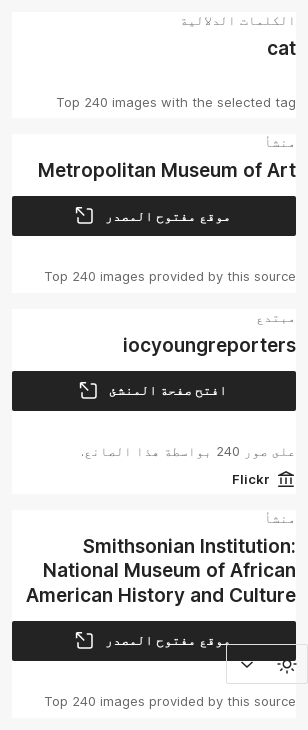 الكلمات الدلالية
cat
Top 240 images with the selected tag
منشأ
Metropolitan Museum of Art
موقع مفتوح المصدر
Top 240 images provided by this source
مبتدع
iocyoungreporters
افتح صفحة المنشئ
على صور 240 بواسطة هذا الصانع.
Flickr
منشأ
Smithsonian Institution:
National Museum of African
American History and Culture
موقع مفتوح المصدر
Top 240 images provided by this source